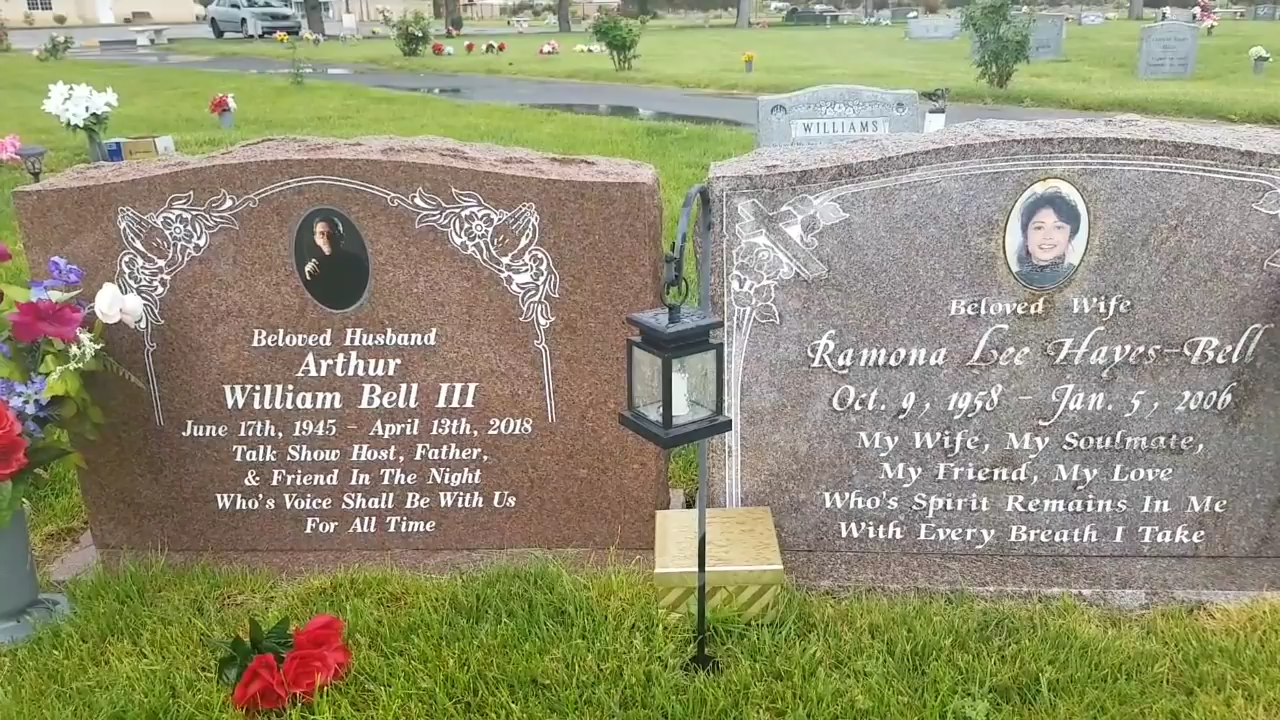 WILLIAMS
Beloved Husband
Arthur
William Bell III
June 17th, 1945 - April 13th, 2018
Talk Show Host, Father,
& Friend In The Night
Who's Voice Shall Be With Us
For All Time
Beloved Wife
Ramona Lee Hayes-Bell
Oct. 9, 1958 - Jan. 5, 2006
My Wife, My Soulmate,
My Friend, My Love
Who's Spirit Remains In Me
With Every Breath I Take